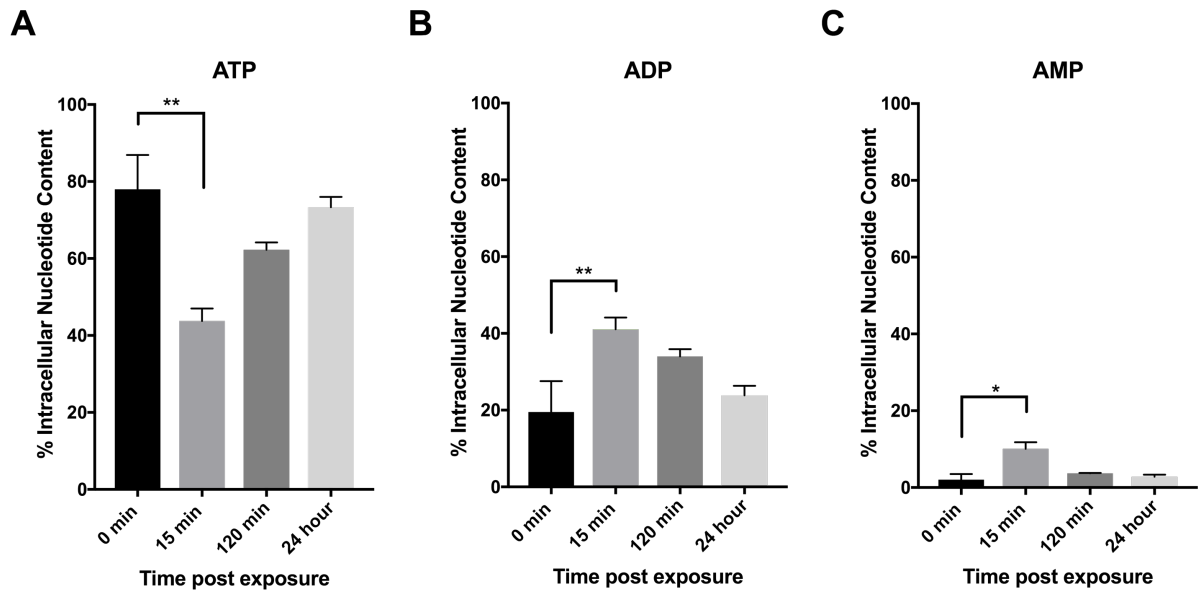 A
ATP
% Intracellular Nucleotide Content
100
80
60
40
20
0
**
0 min
15 min
120 min
24 hour
Time post exposure
B
ADP
% Intracellular Nucleotide Content
100
80
60
40
20
0
**
0 min
15 min
120 min
24 hour
Time post exposure
C
AMP
% Intracellular Nucleotide Content
100
80
60
40
20
0
*
0 min
15 min
120 min
24 hour
Time post exposure